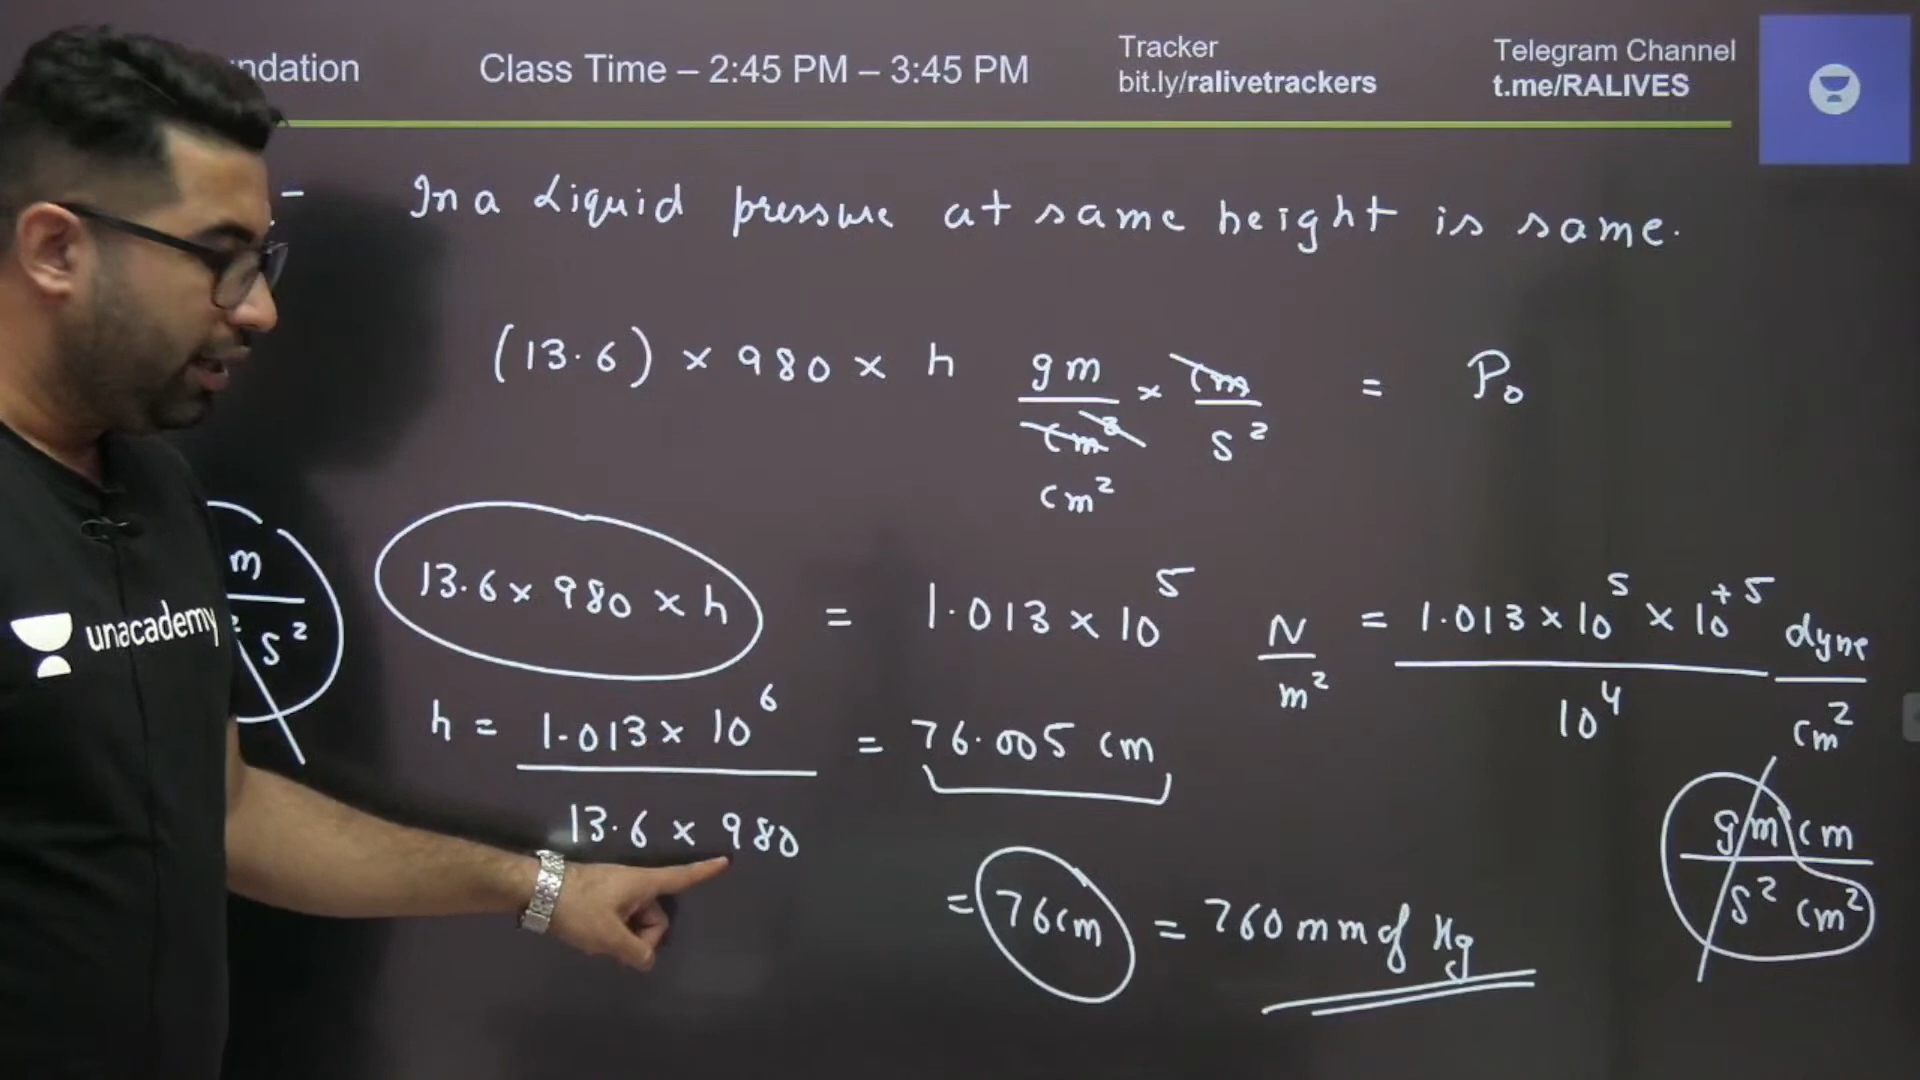 ndation
Class Time – 2:45 PM – 3:45 PM
Tracker
bit.ly/ralivetrackers
Telegram Channel
t.me/RALIVES
:- In a Liquid pressure at same height is same.
(13.6) × 980 × h gm/cm³ × cm/s² = P₀
cm²
m
s²
13.6 × 980 × h = 1.013 × 10⁵ N/m² = 1.013 × 10⁵ × 10⁺⁵ / 10⁴ dyne/cm²
h = 1.013 × 10⁶ / 13.6 × 980 = 76.005 cm
gm cm / s² cm²
= 76cm = 760 mm of Hg
unacademy